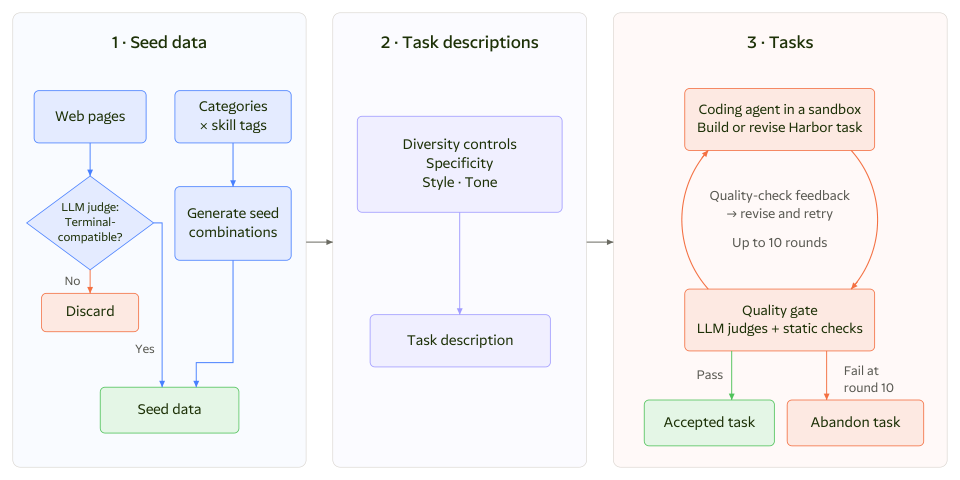 1 · Seed data
Web pages
Categories
× skill tags
LLM judge:
Terminal-
compatible?
Generate seed
combinations
No
Discard
Yes
Seed data
2 · Task descriptions
Diversity controls
Specificity
Style · Tone
Task description
3 · Tasks
Coding agent in a sandbox
Build or revise Harbor task
Quality-check feedback
→ revise and retry
Up to 10 rounds
Quality gate
LLM judges + static checks
Pass
Fail at
round 10
Accepted task
Abandon task